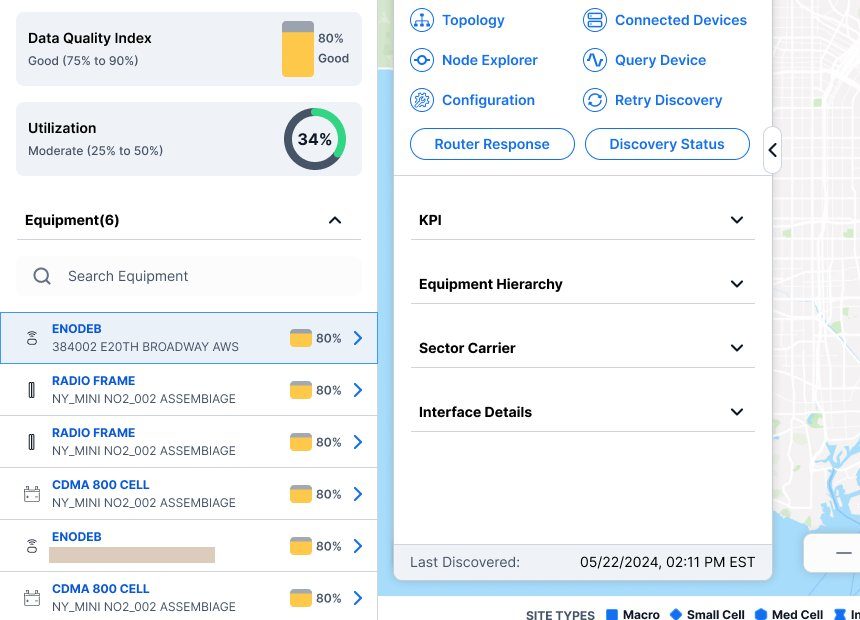 Data Quality Index
Good (75% to 90%)
80%
Good
Utilization
Moderate (25% to 50%)
34%
Equipment(6)
Search Equipment
ENODEB
384002 E20TH BROADWAY AWS
80%
RADIO FRAME
NY_MINI NO2_002 ASSEMBIAGE
80%
RADIO FRAME
NY_MINI NO2_002 ASSEMBIAGE
80%
CDMA 800 CELL
NY_MINI NO2_002 ASSEMBIAGE
80%
ENODEB
80%
CDMA 800 CELL
NY_MINI NO2_002 ASSEMBIAGE
80%
Topology
Connected Devices
Node Explorer
Query Device
Configuration
Retry Discovery
Router Response
Discovery Status
KPI
Equipment Hierarchy
Sector Carrier
Interface Details
Last Discovered: 05/22/2024, 02:11 PM EST
SITE TYPES Macro Small Cell Med Cell